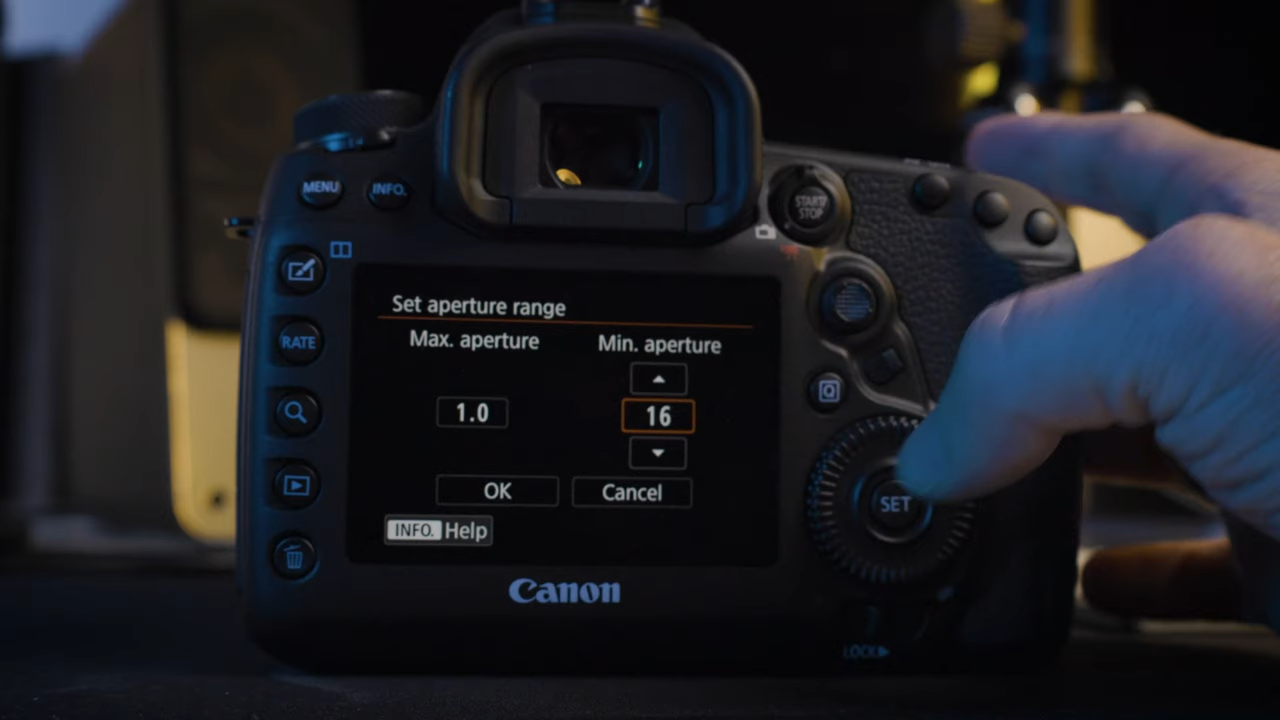 MENU
INFO.
START/
STOP
Set aperture range
RATE
Max. aperture
Min. aperture
Q
1.0
16
OK
Cancel
SET
INFO. Help
Canon
LOCK▶